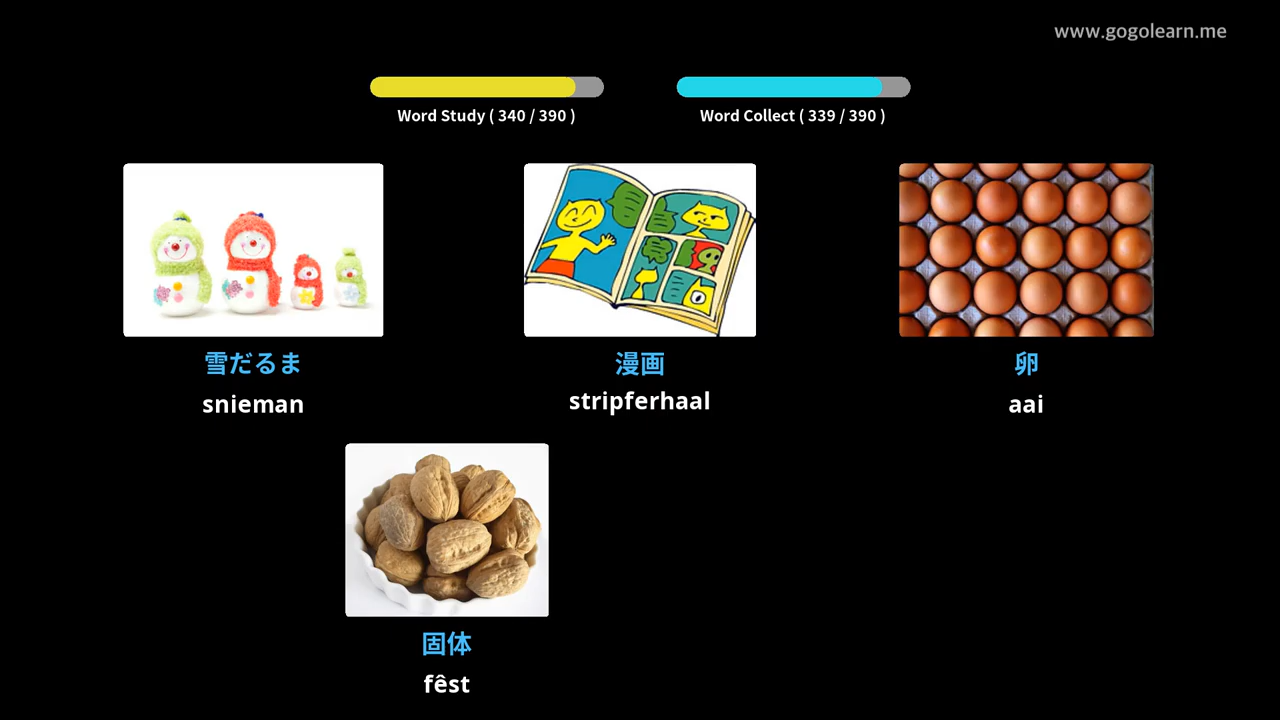 www.gogolearn.me
Word Study ( 340 / 390 )
Word Collect ( 339 / 390 )
雪だるま
漫画
卵
snieman
stripferhaal
aai
固体
fêst